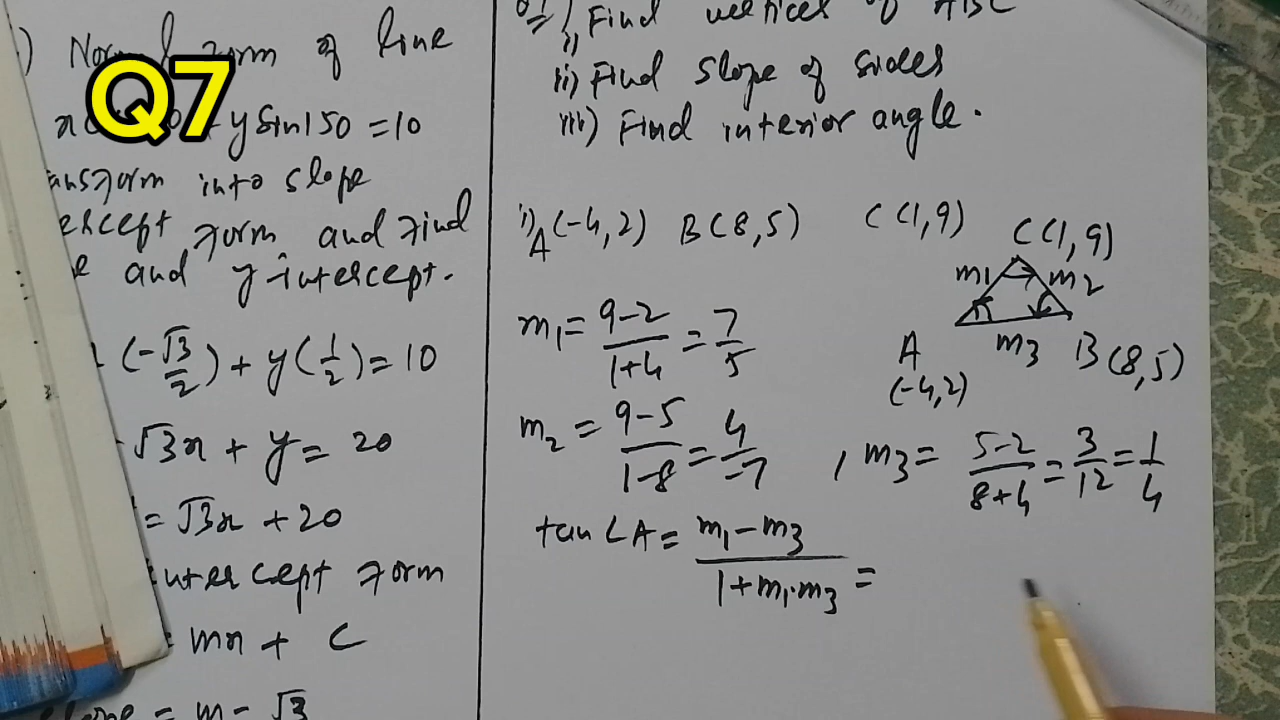 Q7
) Normal form of line
ySin150 = 10
ansform into slope
ercept form and find
e and y-intercept.
(-√3/2) + y(1/2) = 10
√3x + y = 20
= √3x + 20
intercept form
= mx + C
slope = m = √3
i) Find vertices of ABC
ii) Find slope of sides
iii) Find interior angle.
i) A(-4,2) B(8,5) C(1,9)
C(1,9)
m1 m2
m3
A (-4,2)
B(8,5)
m1 = 9-2/1+4 = 7/5
m2 = 9-5/1-8 = 4/-7 , m3 = 5-2/8+4 = 3/12 = 1/4
tan∠A = m1-m3/1+m1·m3 =